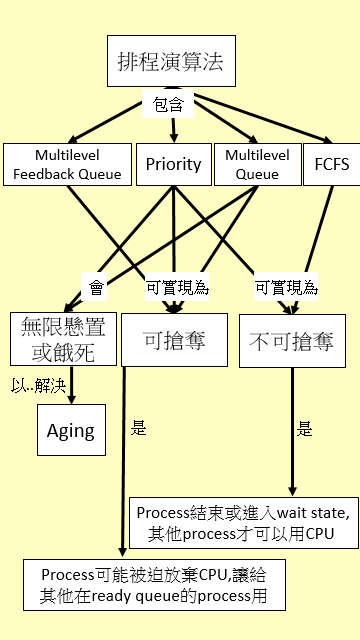 排程演算法
包含
Multilevel
Feedback Queue
Priority
Multilevel
Queue
FCFS
會
可實現為
可實現為
無限懸置
或餓死
可搶奪
不可搶奪
以..解決
Aging
是
是
Process結束或進入wait state,
其他process才可以用CPU
Process可能被迫放棄CPU,讓給
其他在ready queue的process用